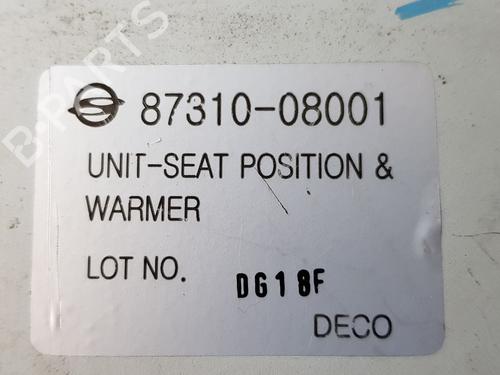 B-PARTS
87310-08001
UNIT-SEAT POSITION &
WARMER
LOT NO. DG18F
DECO